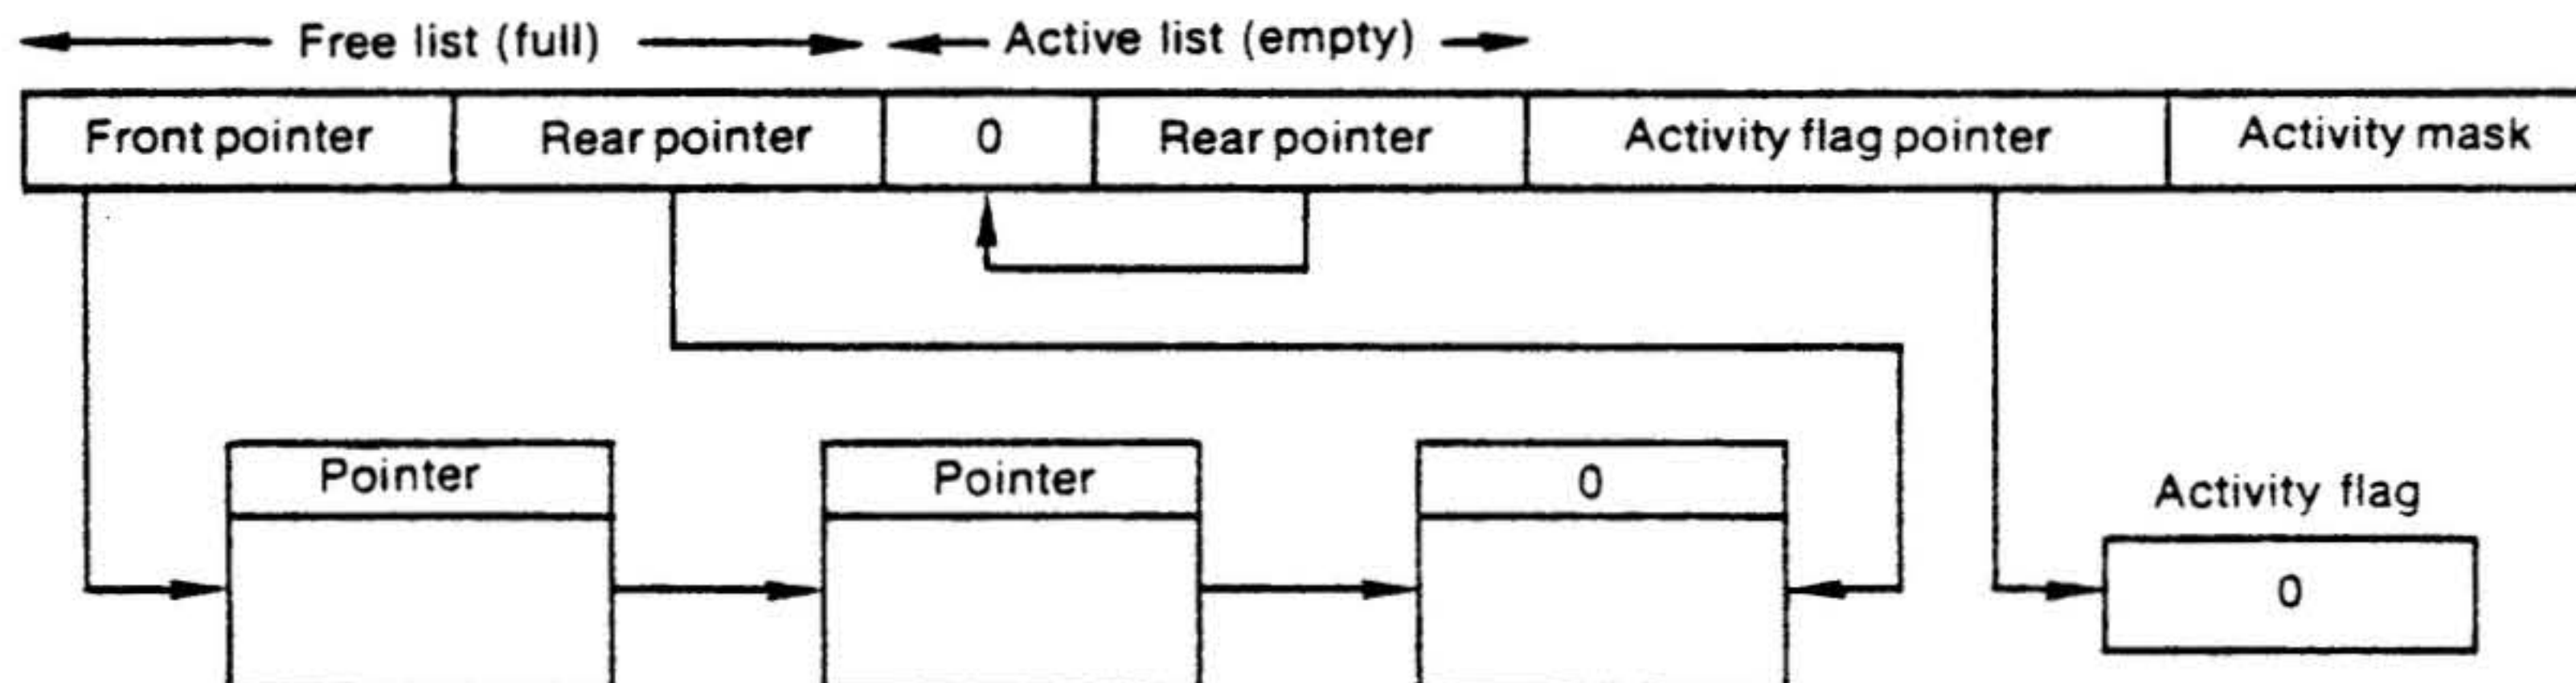 Free list (full) Active list (empty)
Front pointer Rear pointer 0 Rear pointer Activity flag pointer Activity mask
Pointer Pointer 0
Activity flag
0